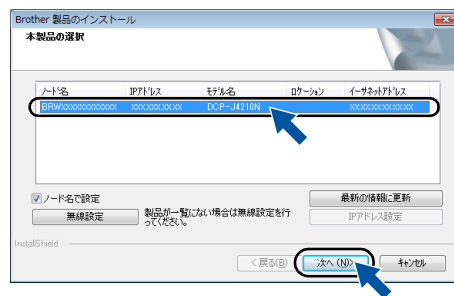 Brother 製品のインストール
本製品の選択
ノード名 IPアドレス モデル名 ロケーション イーサネットアドレス
BRWXXXXXXXXXXXX XXX.XXX.XX.XX DCP-J4210N XX:XX:XX:XX:XX:XX
ノード名で設定
最新の情報に更新
無線設定
製品が一覧にない場合は無線設定を行
ってください。
IPアドレス設定
InstallShield
< 戻る(B)
次へ (N)>
キャンセル